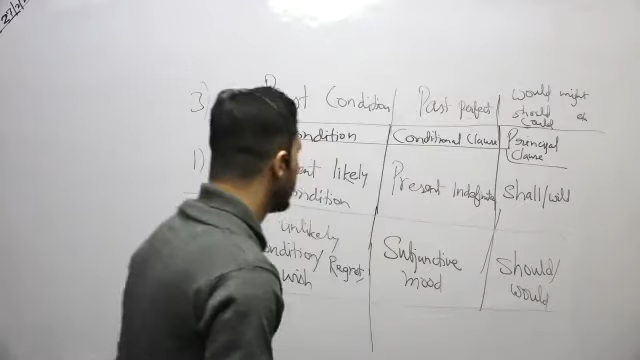 27/
3) Past Condition | Past perfect | would might
should
could
Condition | Conditional Clause | Principal
Clause
1) likely
Condition | Present Indefinite | Shall/will
unlikely
Condition/ Regret
wish | Subjunctive
mood | Should/
would